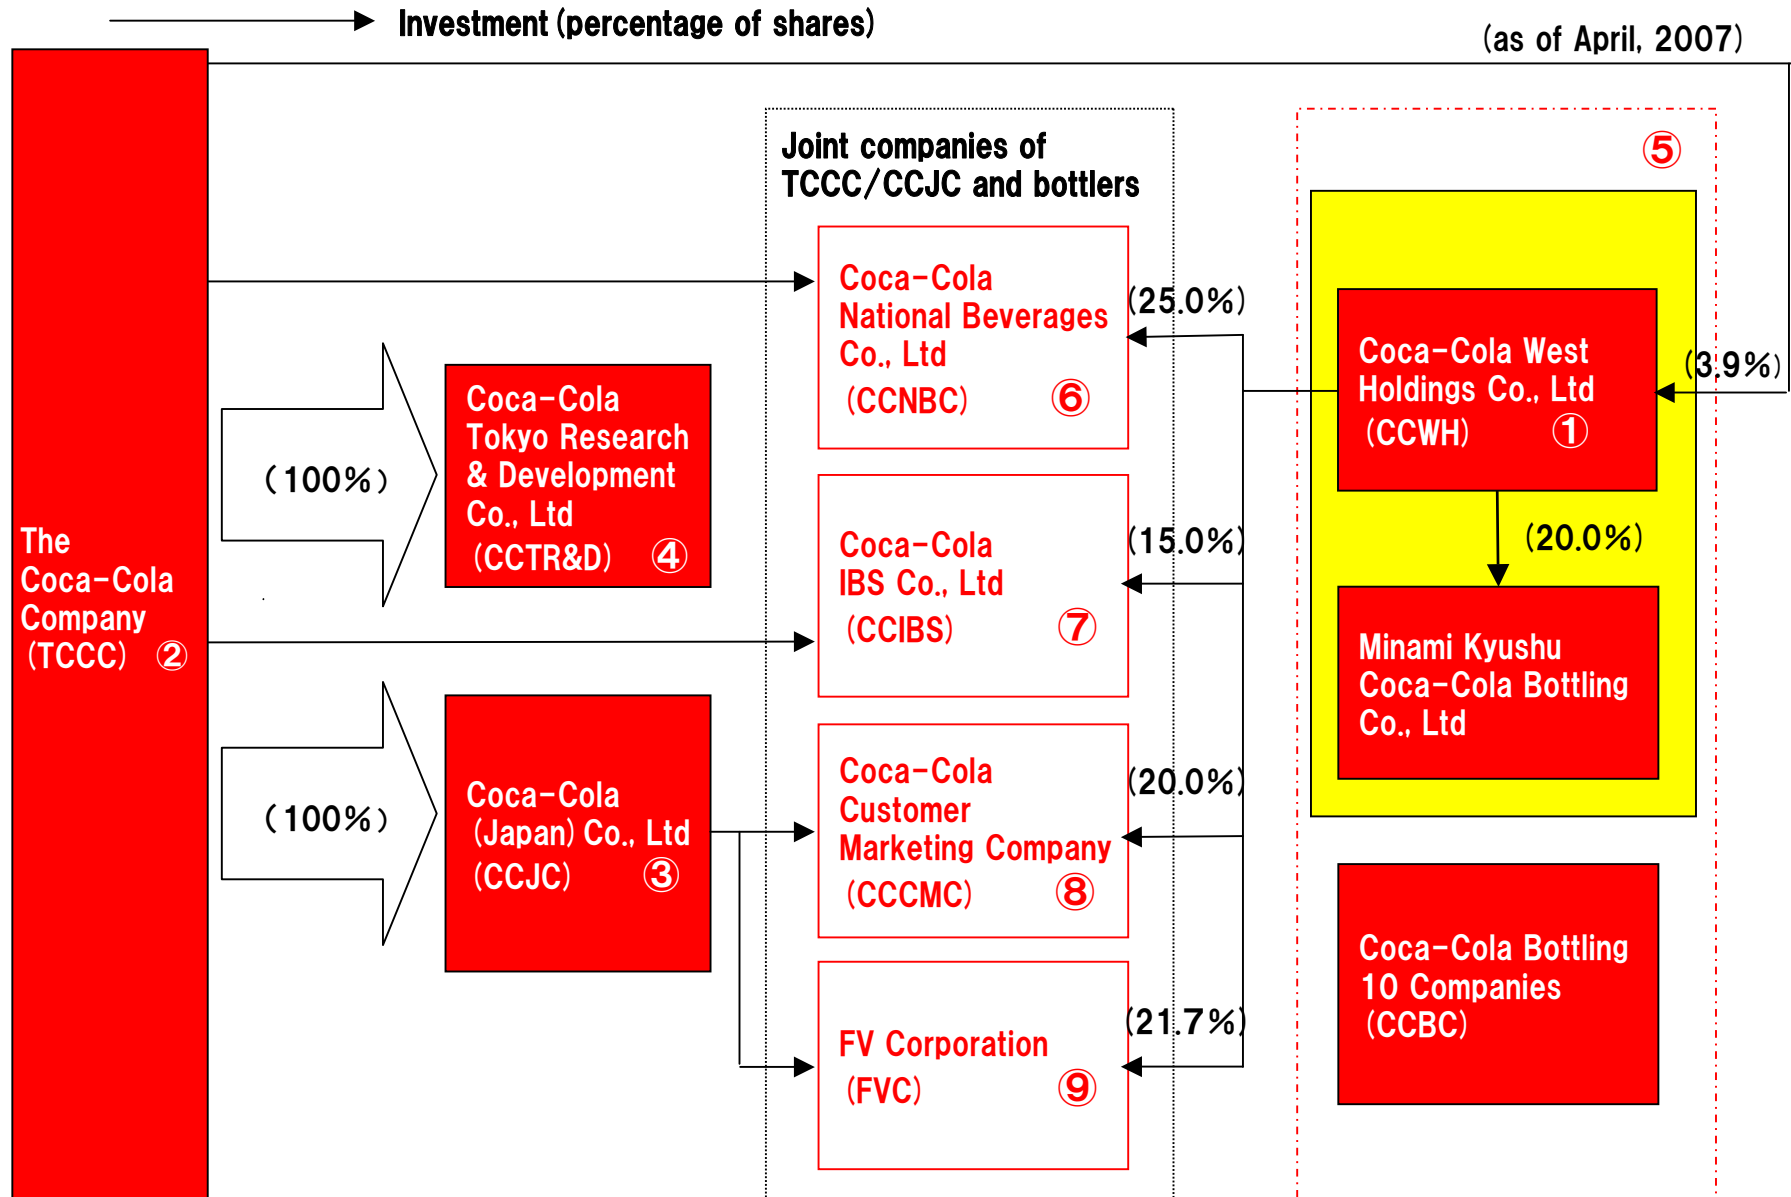 Investment (percentage of shares)
(as of April, 2007)
The
Coca-Cola
Company
(TCCC) ②
(100%)
Coca-Cola
Tokyo Research
& Development
Co., Ltd
(CCTR&D) ④
(100%)
Coca-Cola
(Japan) Co., Ltd
(CCJC) ③
Joint companies of
TCCC/CCJC and bottlers
Coca-Cola
National Beverages
Co., Ltd
(CCNBC) ⑥
(25.0%)
Coca-Cola
IBS Co., Ltd
(CCIBS) ⑦
(15.0%)
Coca-Cola
Customer
Marketing Company
(CCCMC) ⑧
(20.0%)
FV Corporation
(FVC) ⑨
(21.7%)
⑤
Coca-Cola West
Holdings Co., Ltd
(CCWH) ①
(3.9%)
(20.0%)
Minami Kyushu
Coca-Cola Bottling
Co., Ltd
Coca-Cola Bottling
10 Companies
(CCBC)